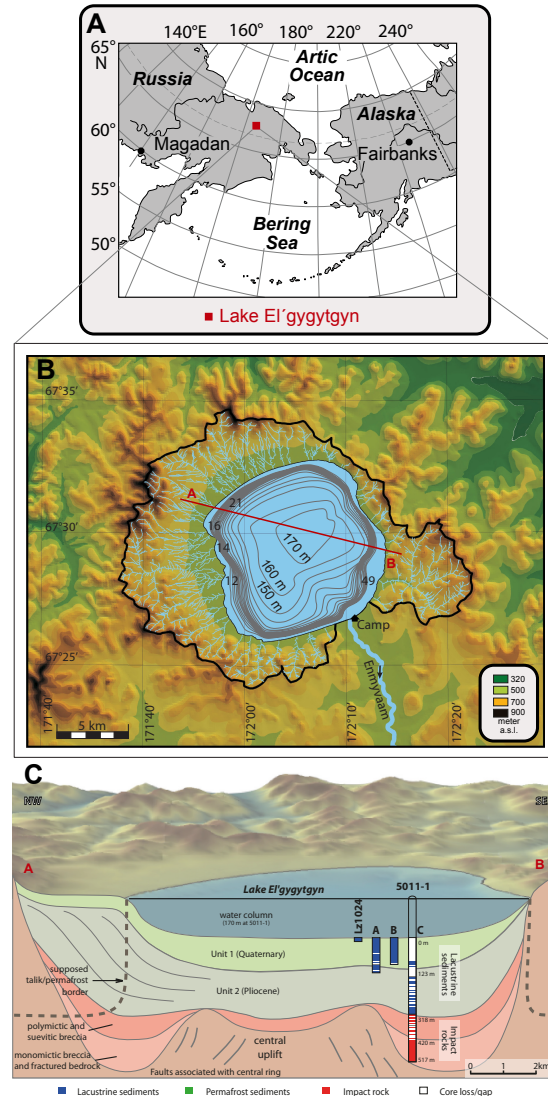 A
140°E
160°
180°
200°
220°
240°
65°
N
60°
55°
50°
Artic
Ocean
Russia
Alaska
Magadan
Fairbanks
Bering
Sea
Lake El´gygytgyn
B
67°35′
67°30′
67°25′
A
21
16
14
12
170 m
160 m
150 m
49
B
Camp
Enmyvaam
5 km
171°40′
171°40′
172°00′
172°10′
172°20′
320
500
700
900
meter
a.s.l.
C
NW
SE
A
B
Lake El'gygytgyn
5011-1
water column
(170 m at 5011-1)
Lz1024
A
B
C
0 m
Unit 1 (Quaternary)
123 m
Unit 2 (Pliocene)
Lacustrine
sediments
supposed
talik/permafrost
border
318 m
polymictic and
suevitic breccia
central
uplift
Impact
rocks
420 m
monomictic breccia
and fractured bedrock
517 m
Faults associated with central ring
0 1 2km
Lacustrine sediments
Permafrost sediments
Impact rock
Core loss/gap